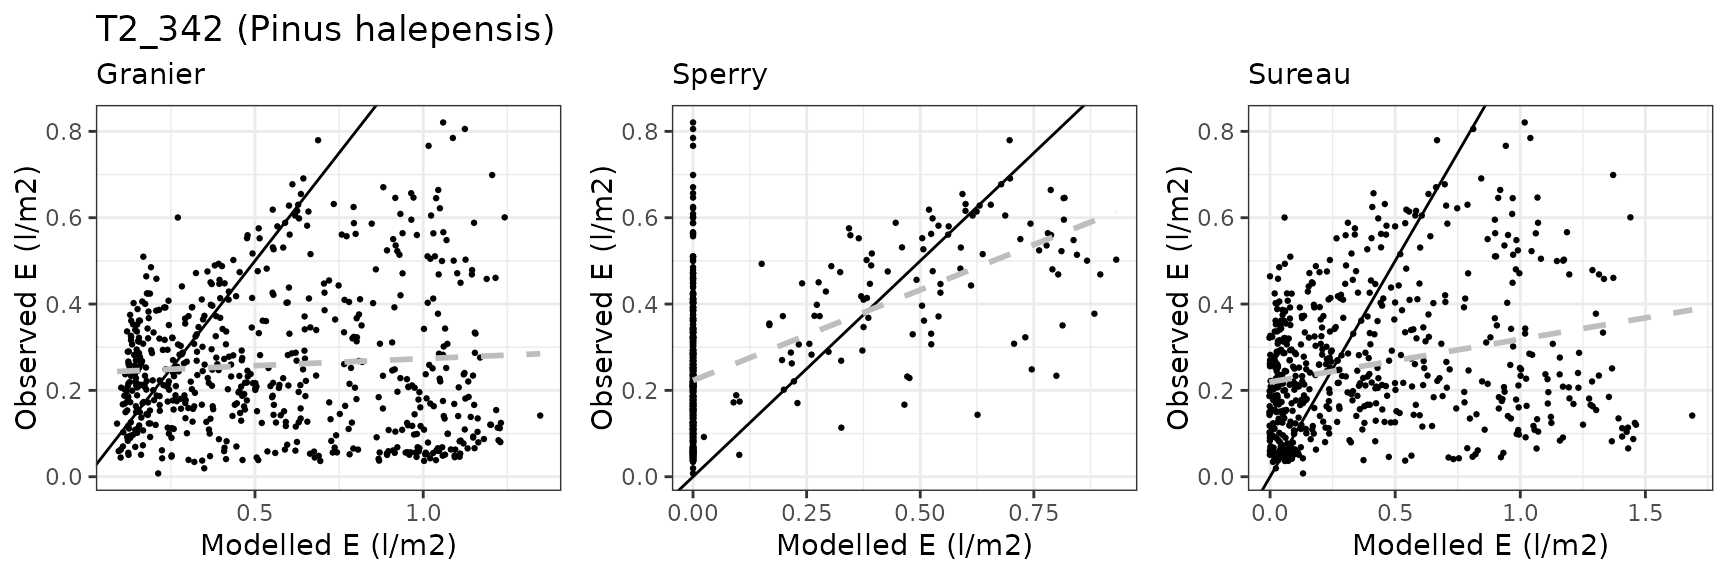 T2_342 (Pinus halepensis)
Granier
Sperry
Sureau
Observed E (l/m2)
0.8
0.6
0.4
0.2
0.0
0.5
1.0
Modelled E (l/m2)
Observed E (l/m2)
0.8
0.6
0.4
0.2
0.0
0.00
0.25
0.50
0.75
Modelled E (l/m2)
Observed E (l/m2)
0.8
0.6
0.4
0.2
0.0
0.0
0.5
1.0
1.5
Modelled E (l/m2)